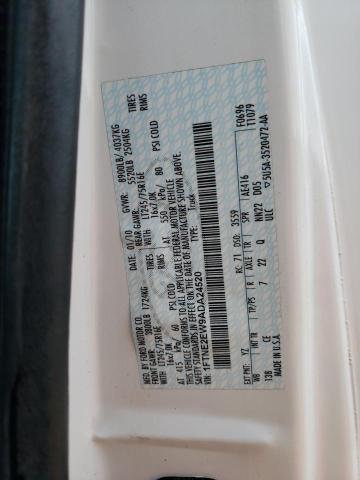 MFD. BY FORD MOTOR CO.
DATE: 01/10 GVWR: 8900LB/ 4037KG
FRONT GAWR: 3800LB 1724KG
REAR GAWR: 5520LB 2504KG
WITH LT245/75R16E TIRES
16x7.0K RIMS
AT 415 kPa/ 60 PSI COLD
WITH LT245/75R16E TIRES
16x7.0K RIMS
AT 550 kPa/ 80 PSI COLD
THIS VEHICLE CONFORMS TO ALL APPLICABLE FEDERAL MOTOR VEHICLE
SAFETY STANDARDS IN EFFECT ON THE DATE OF MANUFACTURE SHOWN ABOVE.
VIN: 1FTNE2EW9ADA24520
TYPE: TRUCK
F0696
T1079
EXT PNT: YZ RC: 71 DSO: 3559
WB INT TR TP/PS R AXLE TR SPR AE416
138 CE 7 22 Q NN22 D05
ULE
MADE IN U.S.A.
5U5A-3520472-AA